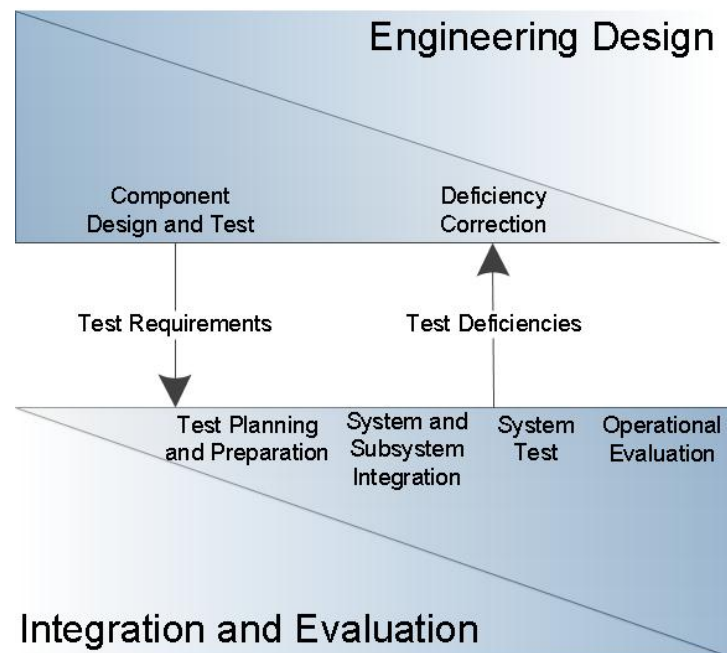 Engineering Design
Component
Design and Test
Deficiency
Correction
Test Requirements
Test Deficiencies
Test Planning
and Preparation
System and
Subsystem
Integration
System
Test
Operational
Evaluation
Integration and Evaluation